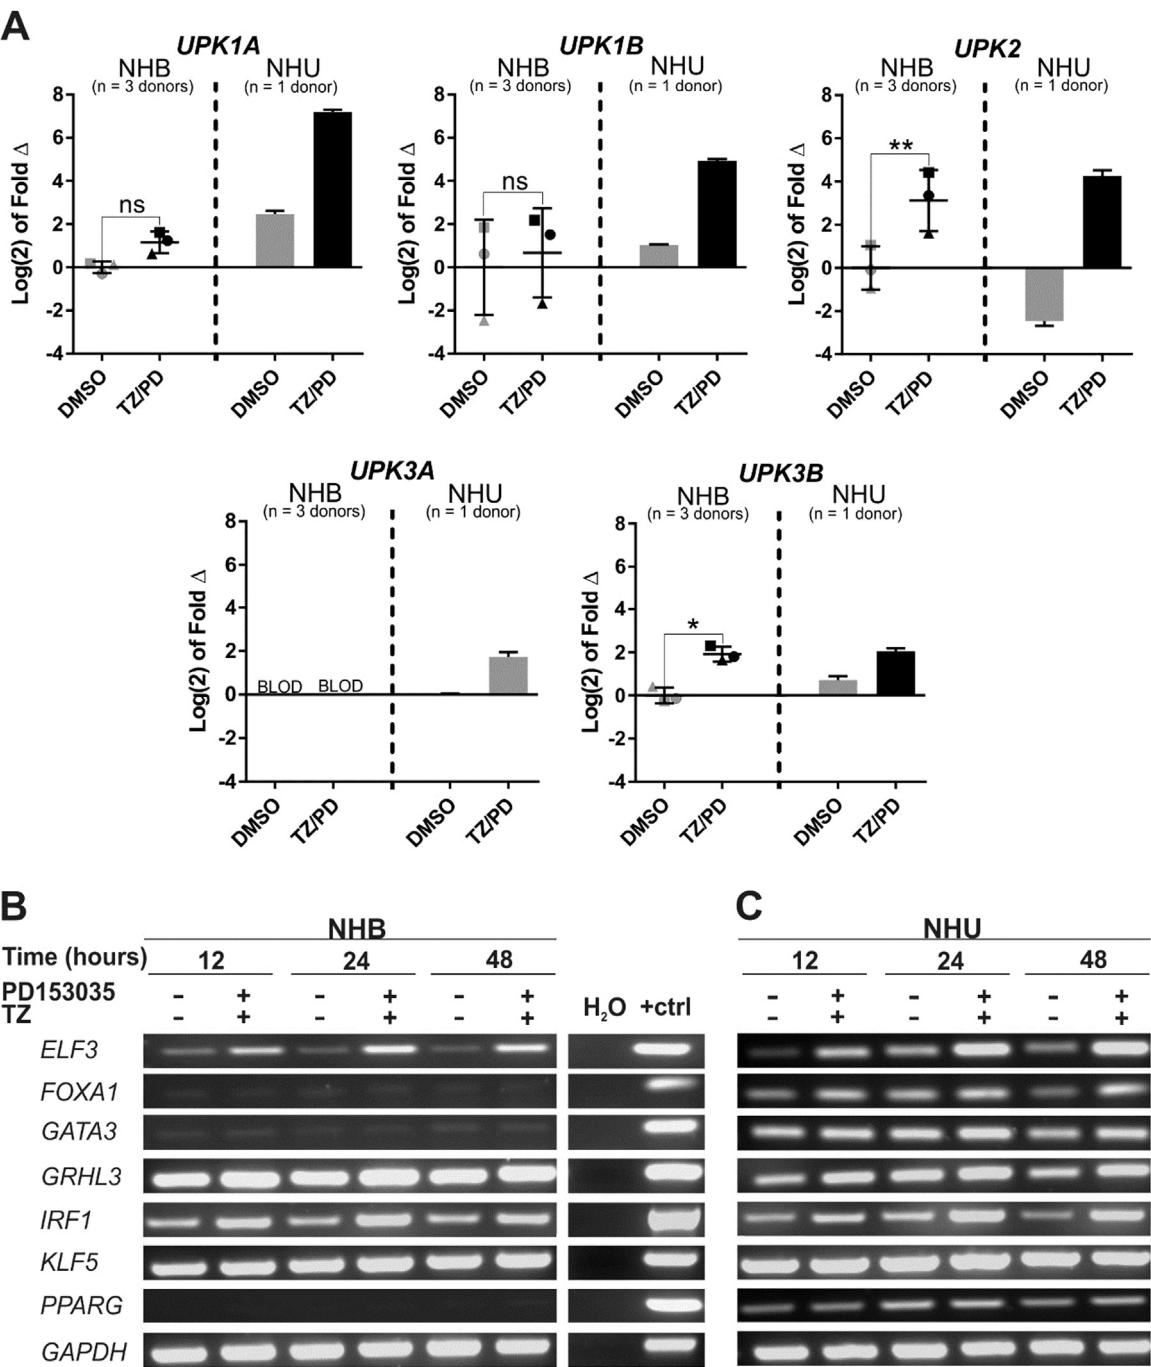 A
UPK1A
NHB NHU
(n = 3 donors) (n = 1 donor)
Log(2) of Fold Δ
8
6
4
2
0
-2
-4
ns
DMSO TZ/PD DMSO TZ/PD
UPK1B
NHB NHU
(n = 3 donors) (n = 1 donor)
Log(2) of Fold Δ
8
6
4
2
0
-2
-4
ns
DMSO TZ/PD DMSO TZ/PD
UPK2
NHB NHU
(n = 3 donors) (n = 1 donor)
Log(2) of Fold Δ
8
6
4
2
0
-2
-4
**
DMSO TZ/PD DMSO TZ/PD
UPK3A
NHB NHU
(n = 3 donors) (n = 1 donor)
Log(2) of Fold Δ
8
6
4
2
0
-2
-4
BLOD BLOD
DMSO TZ/PD DMSO TZ/PD
UPK3B
NHB NHU
(n = 3 donors) (n = 1 donor)
Log(2) of Fold Δ
8
6
4
2
0
-2
-4
*
DMSO TZ/PD DMSO TZ/PD
B C
NHB NHU
Time (hours) 12 24 48 12 24 48
PD153035 - + - + - + - + - + - +
TZ - + - + - + H₂O +ctrl - + - + - +
ELF3
FOXA1
GATA3
GRHL3
IRF1
KLF5
PPARG
GAPDH